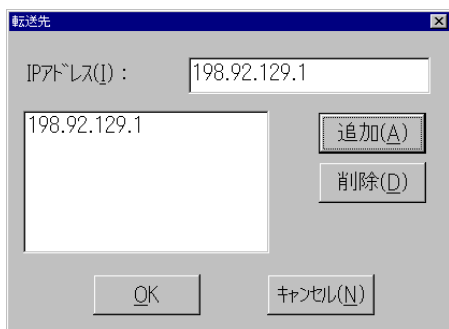 転送先
IPｱﾄﾞﾚｽ(I)：
198.92.129.1
198.92.129.1
追加(A)
削除(D)
OK
ｷｬﾝｾﾙ(N)